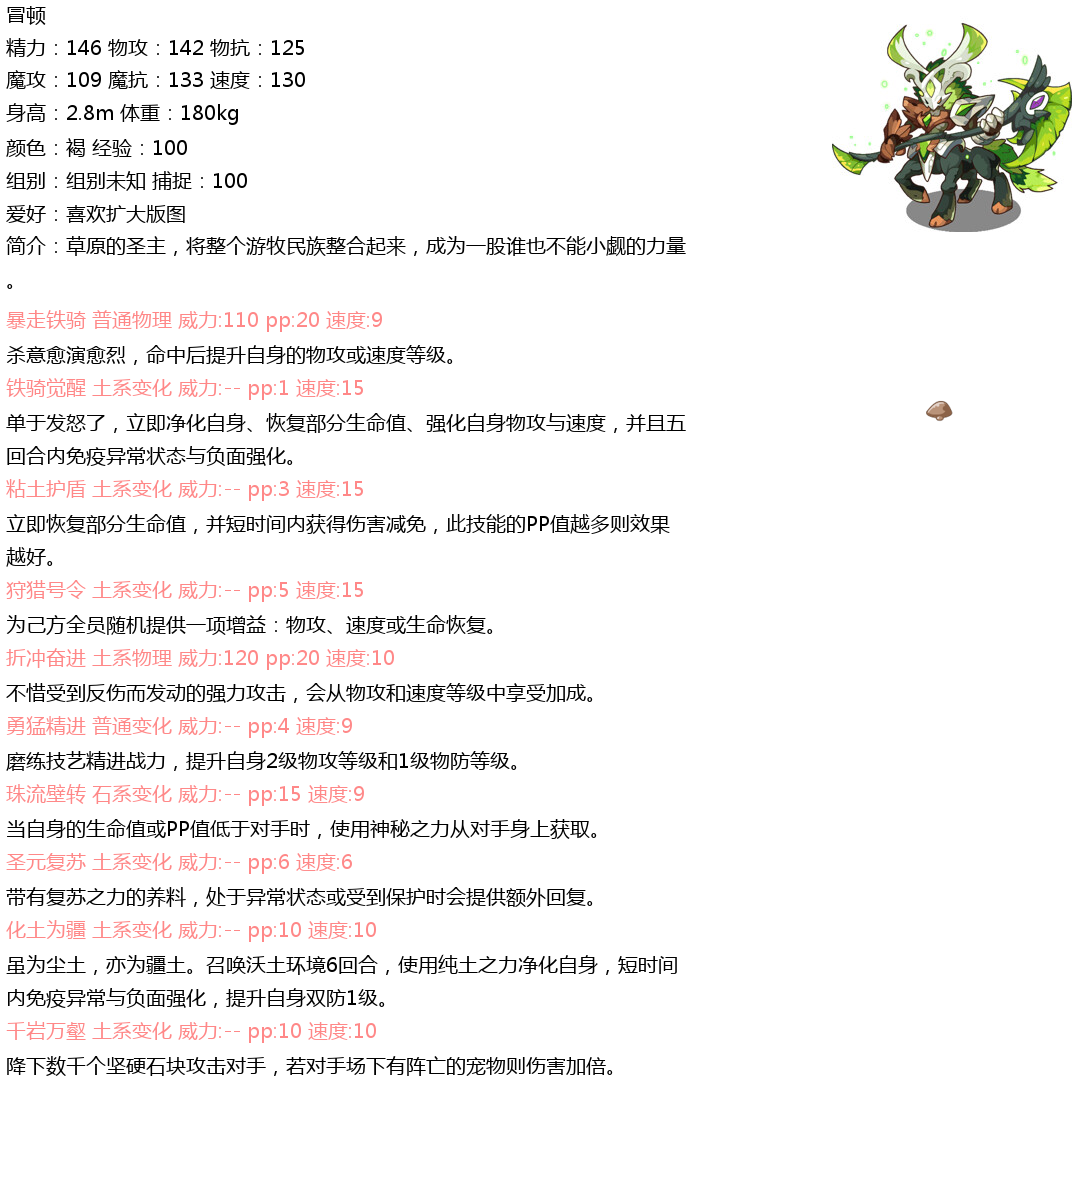 冒顿
精力：146 物攻：142 物抗：125
魔攻：109 魔抗：133 速度：130
身高：2.8m 体重：180kg
颜色：褐 经验：100
组别：组别未知 捕捉：100
爱好：喜欢扩大版图
简介：草原的圣主，将整个游牧民族整合起来，成为一股谁也不能小觑的力量
。
暴走铁骑 普通物理 威力:110 pp:20 速度:9
杀意愈演愈烈，命中后提升自身的物攻或速度等级。
铁骑觉醒 土系变化 威力:-- pp:1 速度:15
单于发怒了，立即净化自身、恢复部分生命值、强化自身物攻与速度，并且五
回合内免疫异常状态与负面强化。
粘土护盾 土系变化 威力:-- pp:3 速度:15
立即恢复部分生命值，并短时间内获得伤害减免，此技能的PP值越多则效果
越好。
狩猎号令 土系变化 威力:-- pp:5 速度:15
为己方全员随机提供一项增益：物攻、速度或生命恢复。
折冲奋进 土系物理 威力:120 pp:20 速度:10
不惜受到反伤而发动的强力攻击，会从物攻和速度等级中享受加成。
勇猛精进 普通变化 威力:-- pp:4 速度:9
磨练技艺精进战力，提升自身2级物攻等级和1级物防等级。
珠流璧转 石系变化 威力:-- pp:15 速度:9
当自身的生命值或PP值低于对手时，使用神秘之力从对手身上获取。
圣元复苏 土系变化 威力:-- pp:6 速度:6
带有复苏之力的养料，处于异常状态或受到保护时会提供额外回复。
化土为疆 土系变化 威力:-- pp:10 速度:10
虽为尘土，亦为疆土。召唤沃土环境6回合，使用纯土之力净化自身，短时间
内免疫异常与负面强化，提升自身双防1级。
千岩万壑 土系变化 威力:-- pp:10 速度:10
降下数千个坚硬石块攻击对手，若对手场下有阵亡的宠物则伤害加倍。